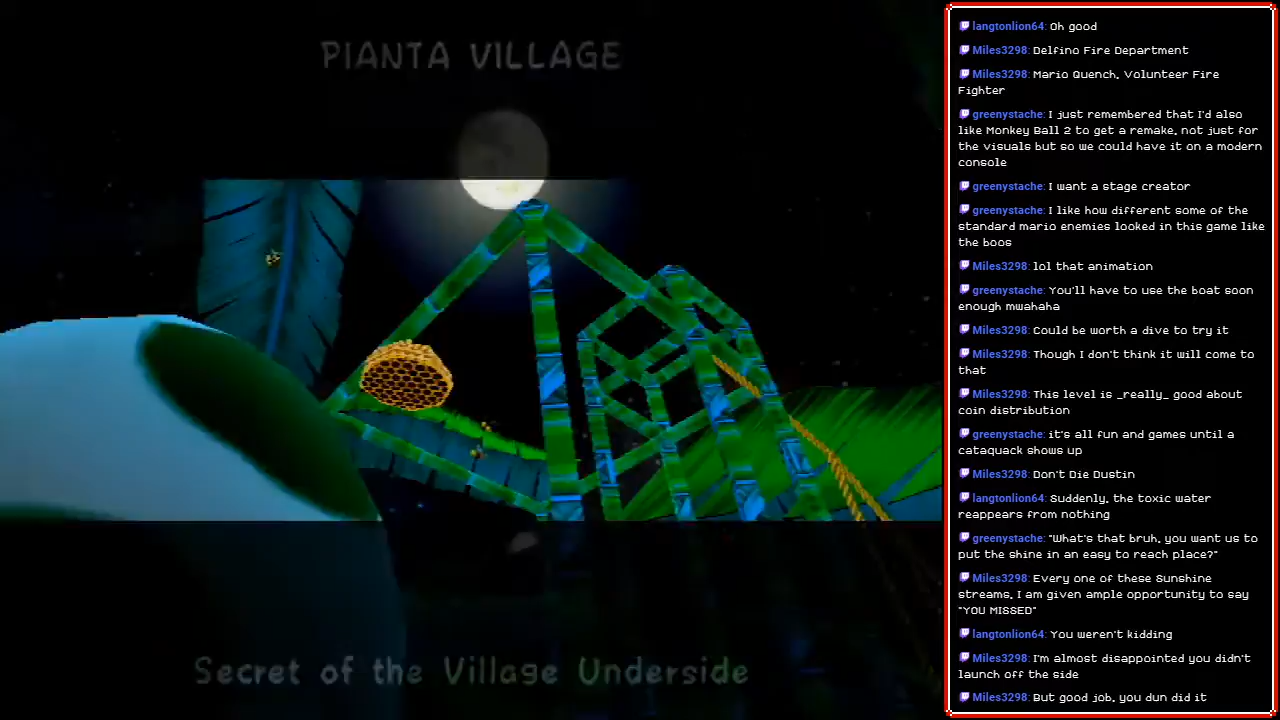 PIANTA VILLAGE
Secret of the Village Underside
langtonlion64: Oh good
Miles3298: Delfino Fire Department
Miles3298: Mario Quench, Volunteer Fire
Fighter
greenystache: I just remembered that I'd also
like Monkey Ball 2 to get a remake, not just for
the visuals but so we could have it on a modern
console
greenystache: I want a stage creator
greenystache: I like how different some of the
standard mario enemies looked in this game like
the boos
Miles3298: lol that animation
greenystache: You'll have to use the boat soon
enough mwahaha
Miles3298: Could be worth a dive to try it
Miles3298: Though I don't think it will come to
that
Miles3298: This level is _really_ good about
coin distribution
greenystache: it's all fun and games until a
cataquack shows up
Miles3298: Don't Die Dustin
langtonlion64: Suddenly, the toxic water
reappears from nothing
greenystache: "What's that bruh, you want us to
put the shine in an easy to reach place?"
Miles3298: Every one of these Sunshine
streams, I am given ample opportunity to say
"YOU MISSED"
langtonlion64: You weren't kidding
Miles3298: I'm almost disappointed you didn't
launch off the side
Miles3298: But good job, you dun did it